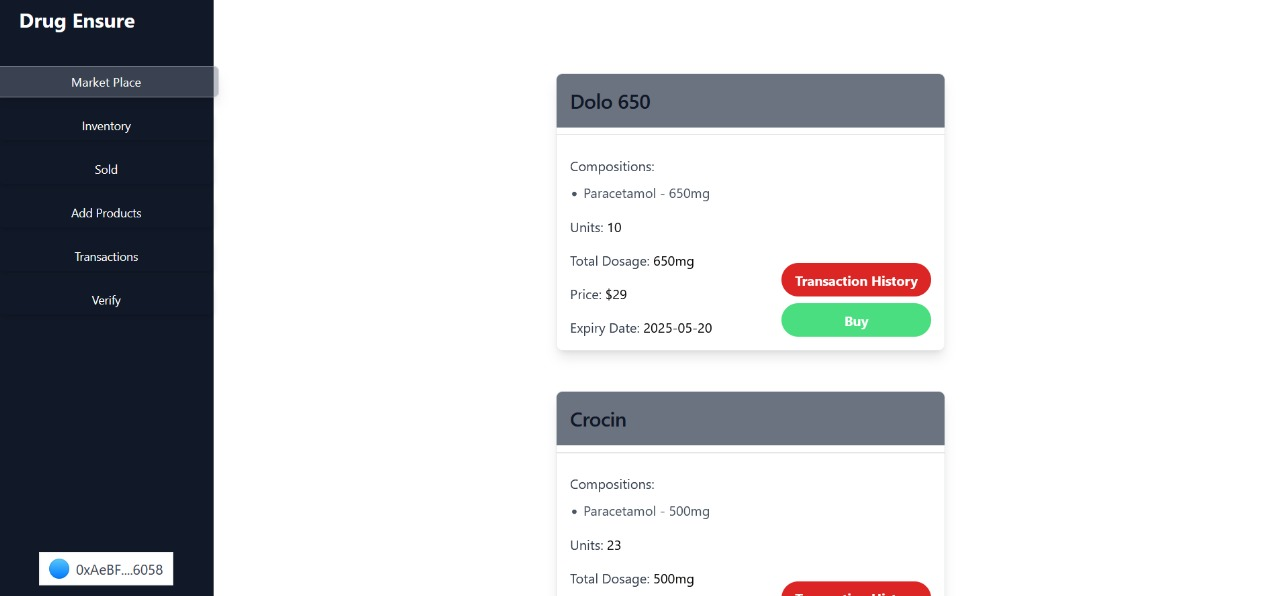 Drug Ensure
Market Place
Inventory
Sold
Add Products
Transactions
Verify
0xAeBF....6058
Dolo 650
Compositions:
• Paracetamol - 650mg
Units: 10
Total Dosage: 650mg
Price: $29
Expiry Date: 2025-05-20
Transaction History
Buy
Crocin
Compositions:
• Paracetamol - 500mg
Units: 23
Total Dosage: 500mg